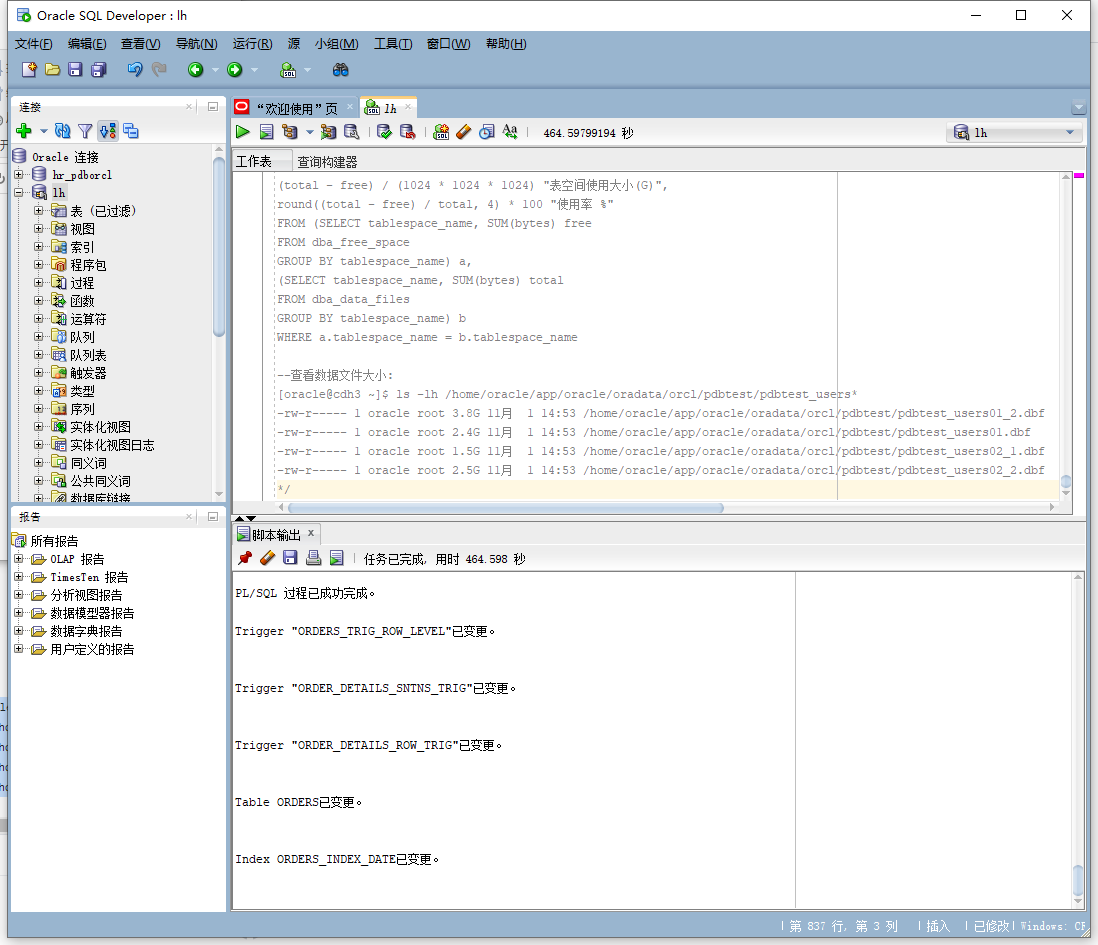 Oracle SQL Developer : lh
文件(F) 编辑(E) 查看(V) 导航(N) 运行(R) 源 小组(M) 工具(T) 窗口(W) 帮助(H)
连接
Oracle 连接
hr_pdborcl
lh
表 (已过滤)
视图
索引
程序包
过程
函数
运算符
队列
队列表
触发器
类型
序列
实体化视图
实体化视图日志
同义词
公共同义词
数据库链接
报告
所有报告
OLAP 报告
TimesTen 报告
分析视图报告
数据模型器报告
数据字典报告
用户定义的报告
“欢迎使用”页 lh
464.59799194 秒
lh
工作表 查询构建器
(total - free) / (1024 * 1024 * 1024) "表空间使用大小(G)",
round((total - free) / total, 4) * 100 "使用率 %"
FROM (SELECT tablespace_name, SUM(bytes) free
FROM dba_free_space
GROUP BY tablespace_name) a,
(SELECT tablespace_name, SUM(bytes) total
FROM dba_data_files
GROUP BY tablespace_name) b
WHERE a.tablespace_name = b.tablespace_name
--查看数据文件大小:
[oracle@cdh3 ~]$ ls -lh /home/oracle/app/oracle/oradata/orcl/pdbtest/pdbtest_users*
-rw-r----- 1 oracle root 3.8G 11月  1 14:53 /home/oracle/app/oracle/oradata/orcl/pdbtest/pdbtest_users01_2.dbf
-rw-r----- 1 oracle root 2.4G 11月  1 14:53 /home/oracle/app/oracle/oradata/orcl/pdbtest/pdbtest_users01.dbf
-rw-r----- 1 oracle root 1.5G 11月  1 14:53 /home/oracle/app/oracle/oradata/orcl/pdbtest/pdbtest_users02_1.dbf
-rw-r----- 1 oracle root 2.5G 11月  1 14:53 /home/oracle/app/oracle/oradata/orcl/pdbtest/pdbtest_users02_2.dbf
*/
脚本输出 x
任务已完成, 用时 464.598 秒
PL/SQL 过程已成功完成。
Trigger "ORDERS_TRIG_ROW_LEVEL"已变更。
Trigger "ORDER_DETAILS_SNTNS_TRIG"已变更。
Trigger "ORDER_DETAILS_ROW_TRIG"已变更。
Table ORDERS已变更。
Index ORDERS_INDEX_DATE已变更。
第 837 行, 第 3 列 插入 已修改 Windows: CF